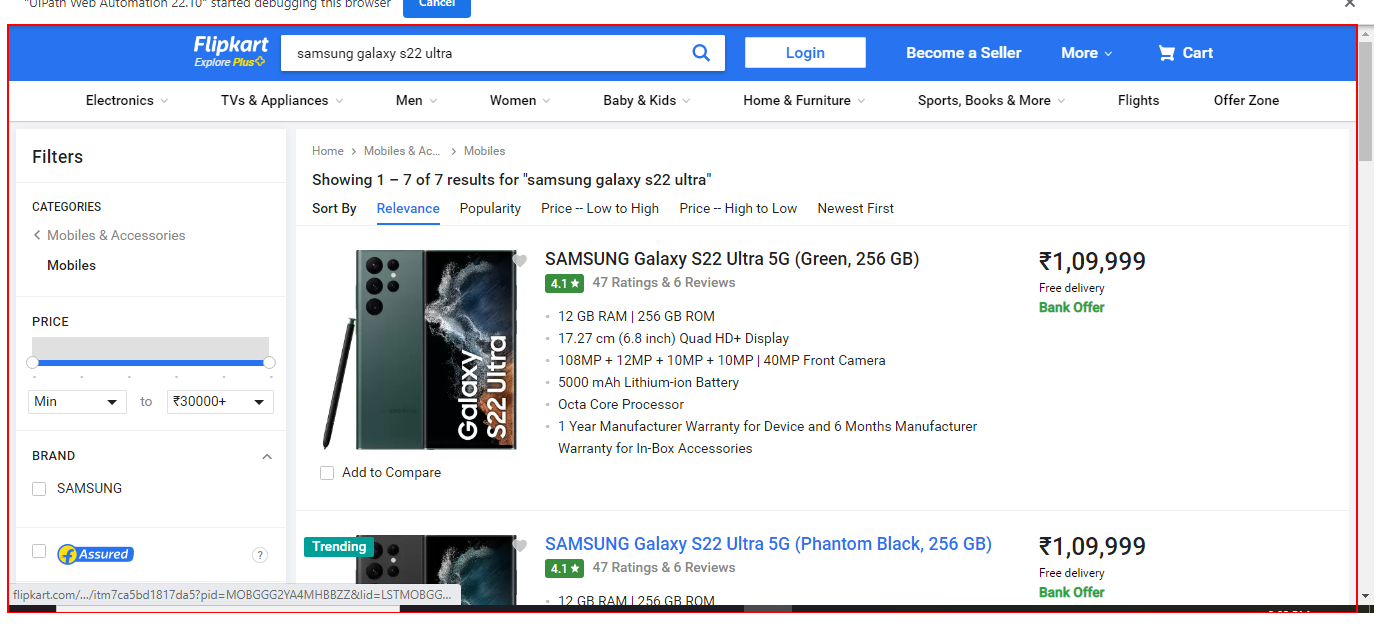 "UiPath Web Automation 22.10" started debugging this browser
Cancel
Flipkart
Explore Plus
samsung galaxy s22 ultra
Login
Become a Seller
More
Cart
Electronics
TVs & Appliances
Men
Women
Baby & Kids
Home & Furniture
Sports, Books & More
Flights
Offer Zone
Filters
CATEGORIES
Mobiles & Accessories
Mobiles
PRICE
Min
to
₹30000+
BRAND
SAMSUNG
Assured
?
Home > Mobiles & Ac... > Mobiles
Showing 1 – 7 of 7 results for "samsung galaxy s22 ultra"
Sort By Relevance Popularity Price -- Low to High Price -- High to Low Newest First
Galaxy
S22 Ultra
Add to Compare
SAMSUNG Galaxy S22 Ultra 5G (Green, 256 GB)
4.1★ 47 Ratings & 6 Reviews
12 GB RAM | 256 GB ROM
17.27 cm (6.8 inch) Quad HD+ Display
108MP + 12MP + 10MP + 10MP | 40MP Front Camera
5000 mAh Lithium-ion Battery
Octa Core Processor
1 Year Manufacturer Warranty for Device and 6 Months Manufacturer
Warranty for In-Box Accessories
₹1,09,999
Free delivery
Bank Offer
Trending
SAMSUNG Galaxy S22 Ultra 5G (Phantom Black, 256 GB)
4.1★ 47 Ratings & 6 Reviews
12 GB RAM | 256 GB ROM
₹1,09,999
Free delivery
Bank Offer
flipkart.com/.../itm7ca5bd1817da5?pid=MOBGGG2YA4MHBBZZ&lid=LSTMOBGG...